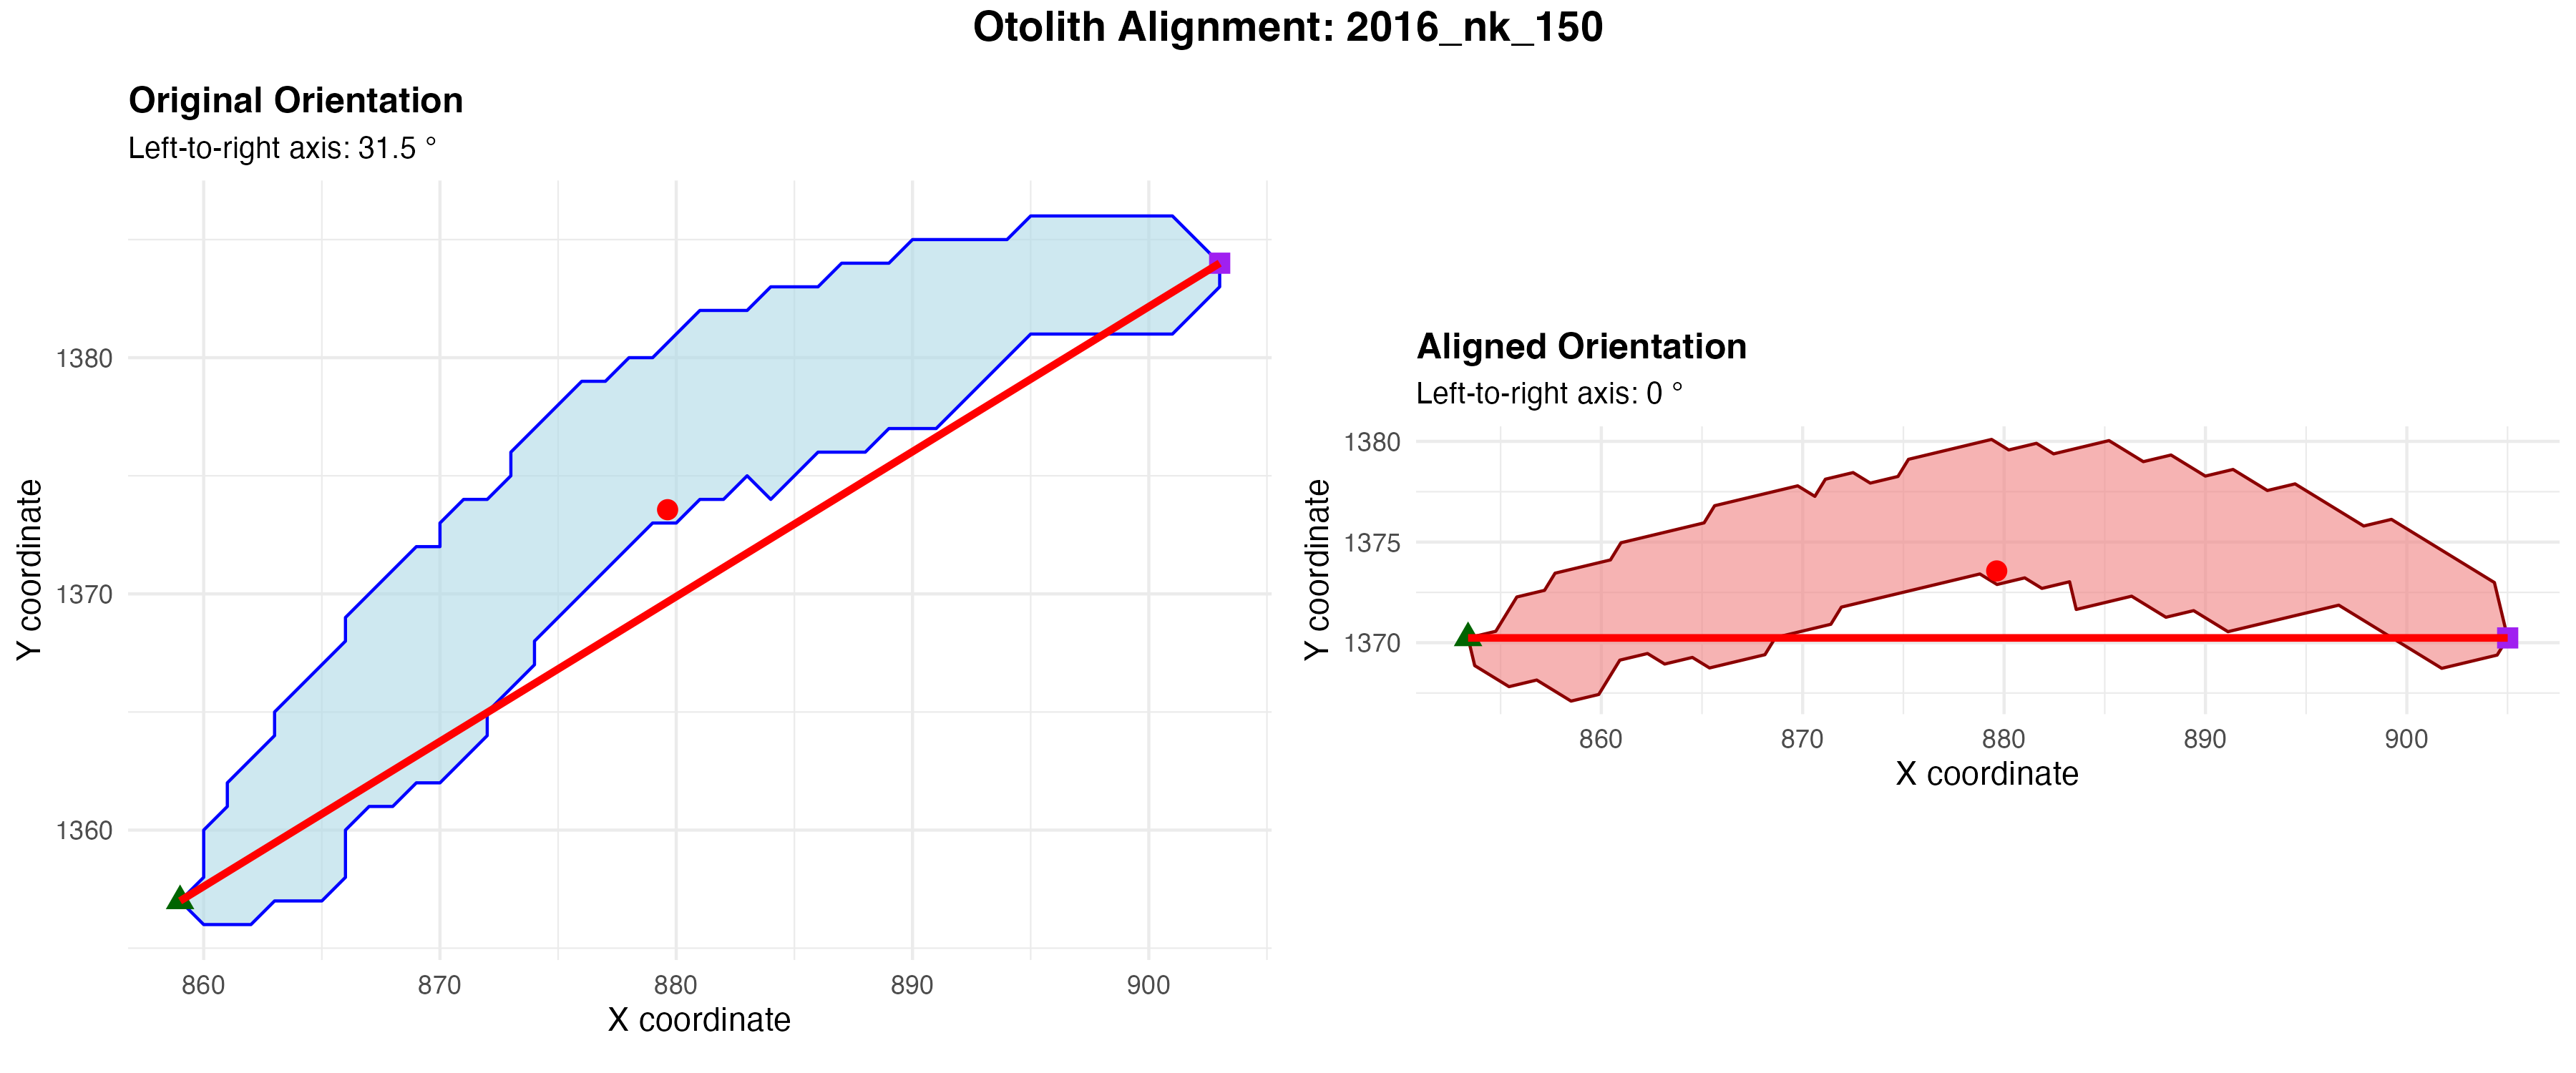 Otolith Alignment: 2016_nk_150
Original Orientation
Left-to-right axis: 31.5 °
Y coordinate
1380
1370
1360
860 870 880 890 900
X coordinate
Aligned Orientation
Left-to-right axis: 0 °
Y coordinate
1380
1375
1370
860 870 880 890 900
X coordinate